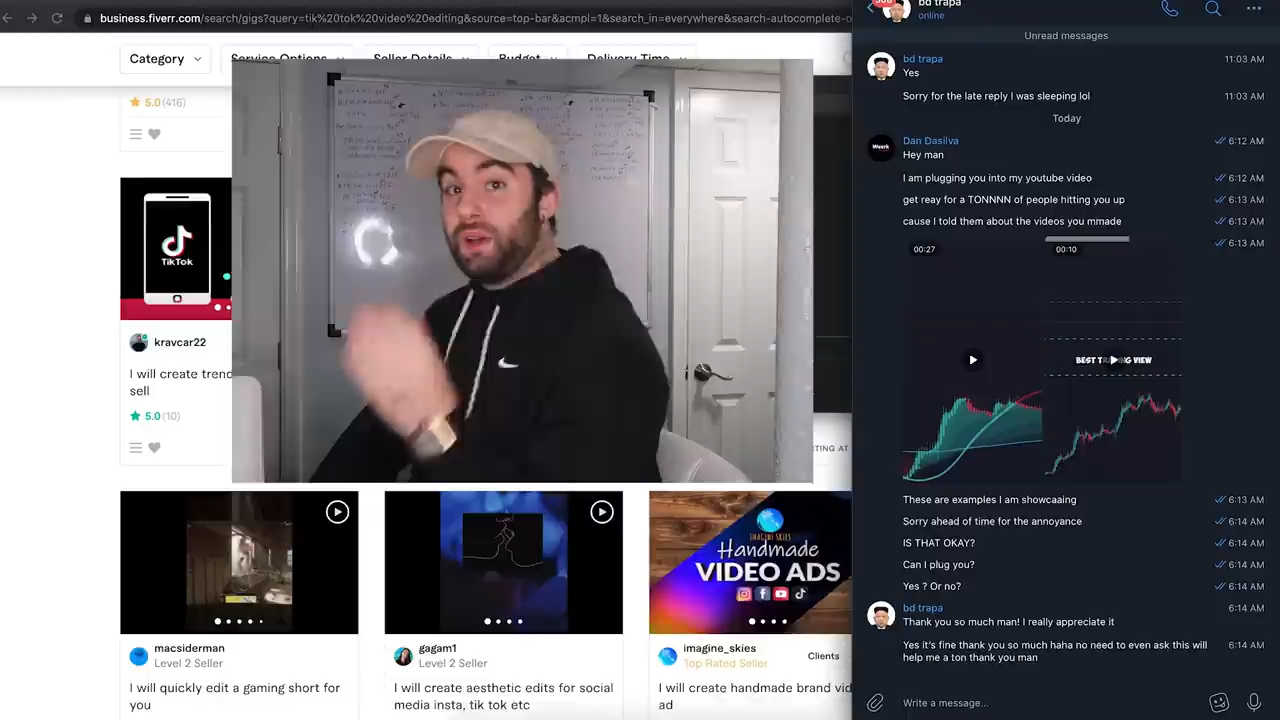 business.fiverr.com/search/gigs?query=tik%20tok%20video%20editing&source=top-bar&acmpl=1&search_in=everywhere&search-autocomplete-o
Category
Service Options
Seller Details
Budget
Delivery Time
5.0 (416)
TikTok
kravcar22
I will create trend
sell
5.0 (10)
TING AT
IMAGINE SKIES
Handmade
VIDEO ADS
macsiderman
Level 2 Seller
I will quickly edit a gaming short for
you
gagam1
Level 2 Seller
I will create aesthetic edits for social
media insta, tik tok etc
imagine_skies
Top Rated Seller
Clients
I will create handmade brand vid
ad
bd trapa
online
Unread messages
bd trapa 11:03 AM
Yes
Sorry for the late reply I was sleeping lol 11:03 AM
Today
Dan Dasilva 6:12 AM
Hey man
I am plugging you into my youtube video 6:12 AM
get reay for a TONNNN of people hitting you up 6:13 AM
cause I told them about the videos you mmade 6:13 AM
6:13 AM
00:27
00:10
These are examples I am showcaaing 6:13 AM
Sorry ahead of time for the annoyance 6:14 AM
IS THAT OKAY? 6:14 AM
Can I plug you? 6:14 AM
Yes ? Or no? 6:14 AM
bd trapa 6:14 AM
Thank you so much man! I really appreciate it
Yes it's fine thank you so much haha no need to even ask this will 6:14 AM
help me a ton thank you man
Write a message...